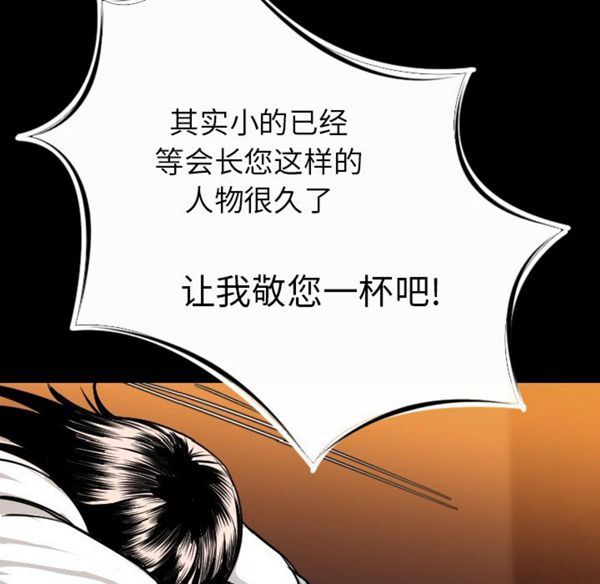 其实小的已经
等会长您这样的
人物很久了
让我敬您一杯吧!